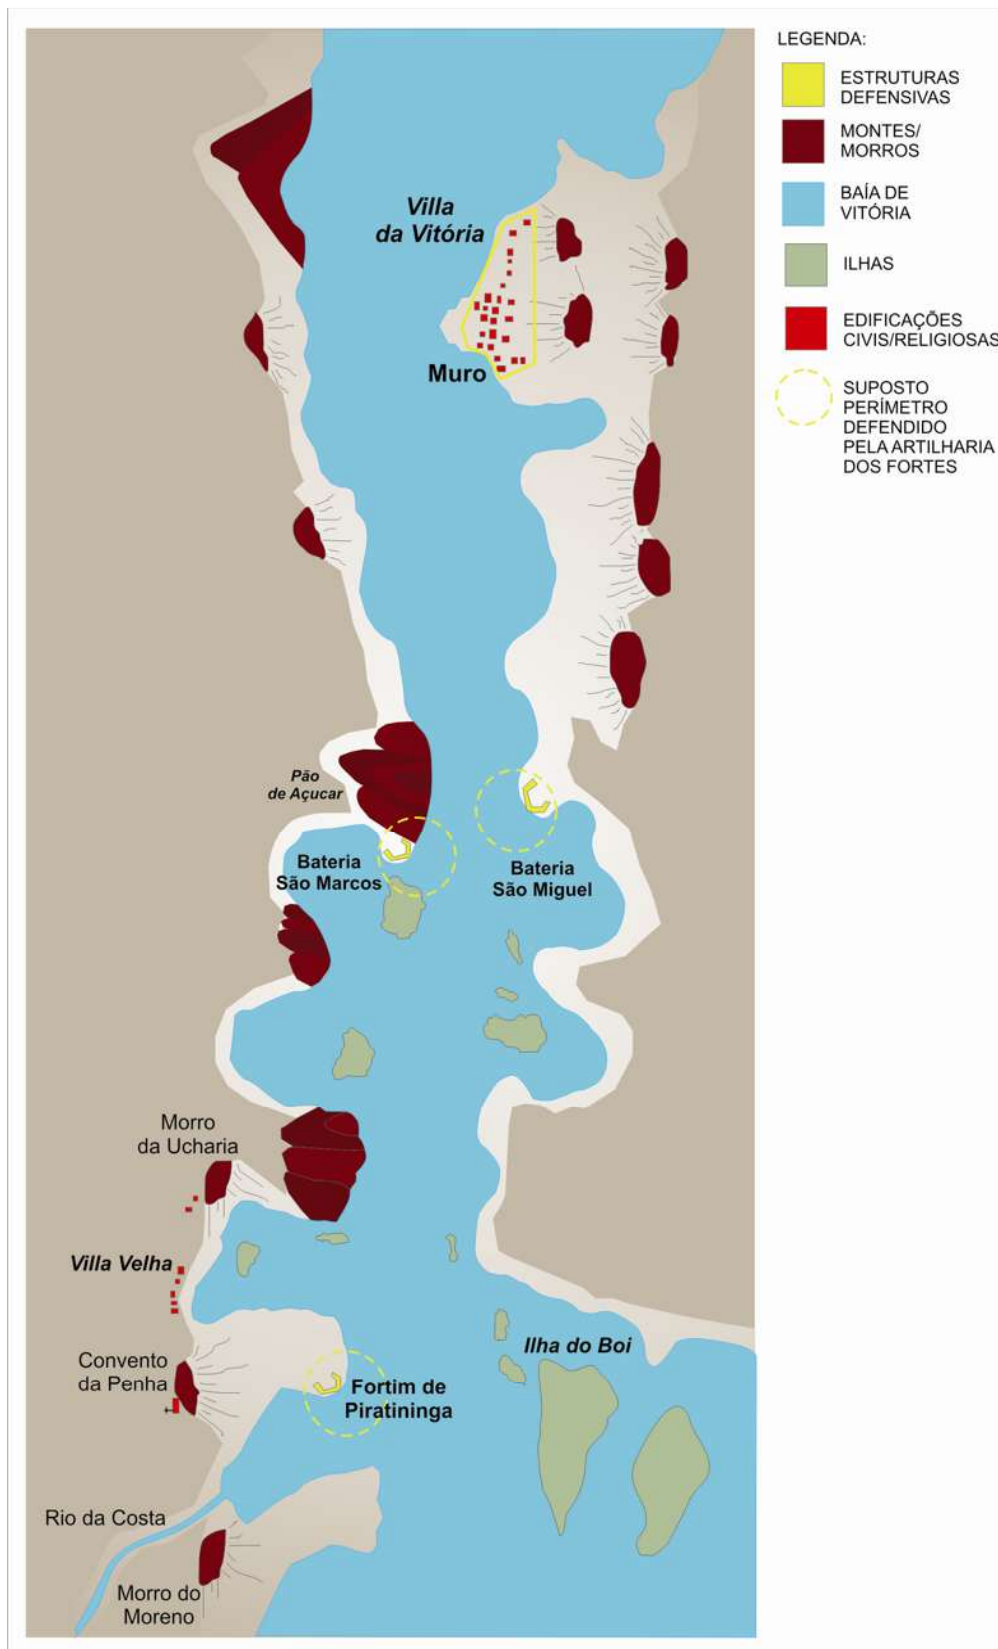 LEGENDA:
ESTRUTURAS
DEFENSIVAS
MONTES/
MORROS
BAÍA DE
VITÓRIA
ILHAS
EDIFICAÇÕES
CIVIS/RELIGIOSAS
SUPOSTO
PERÍMETRO
DEFENDIDO
PELA ARTILHARIA
DOS FORTES
Villa
da Vitória
Muro
Pão
de Açucar
Bateria
São Marcos
Bateria
São Miguel
Morro
da Ucharia
Villa Velha
Ilha do Boi
Convento
da Penha
Fortim de
Piratininga
Rio da Costa
Morro do
Moreno